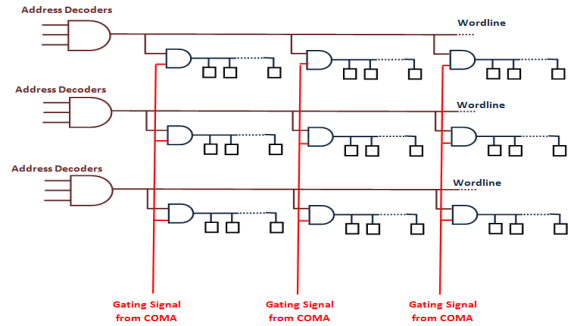 Address Decoders
Wordline
Address Decoders
Wordline
Address Decoders
Wordline
Gating Signal
from COMA
Gating Signal
from COMA
Gating Signal
from COMA